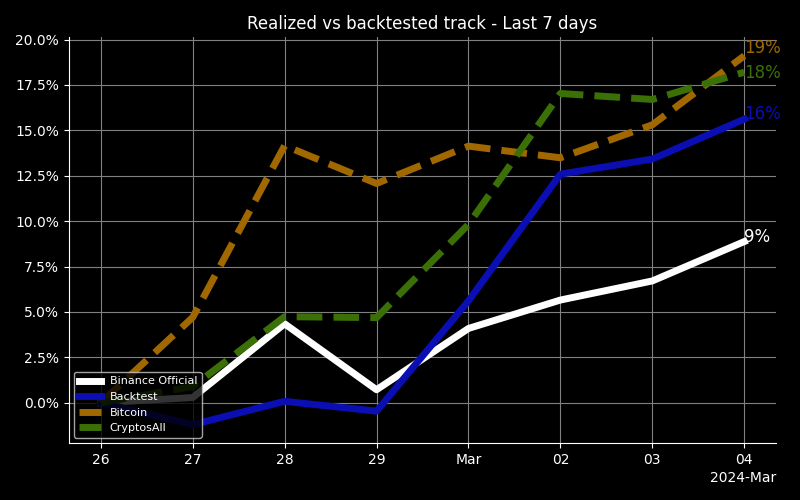 Realized vs backtested track - Last 7 days
20.0%
17.5%
15.0%
12.5%
10.0%
7.5%
5.0%
2.5%
0.0%
19%
18%
16%
9%
Binance Official
Backtest
Bitcoin
CryptosAll
26 27 28 29 Mar 02 03 04
2024-Mar